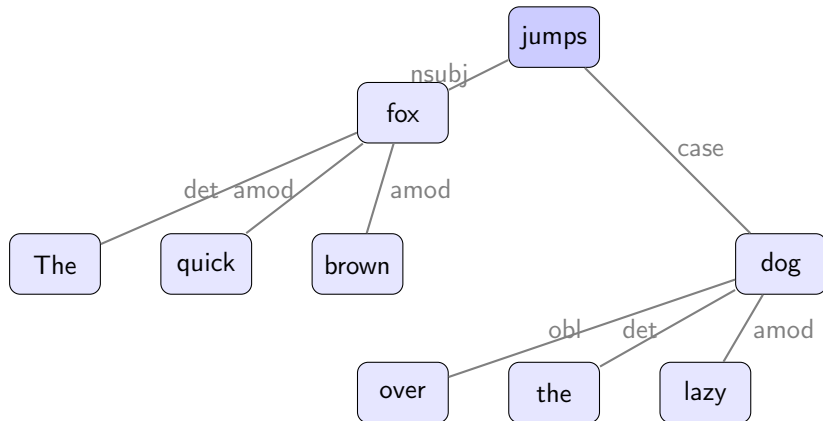 jumps
nsubj
fox
case
det amod amod
The quick brown dog
obl det amod
over the lazy